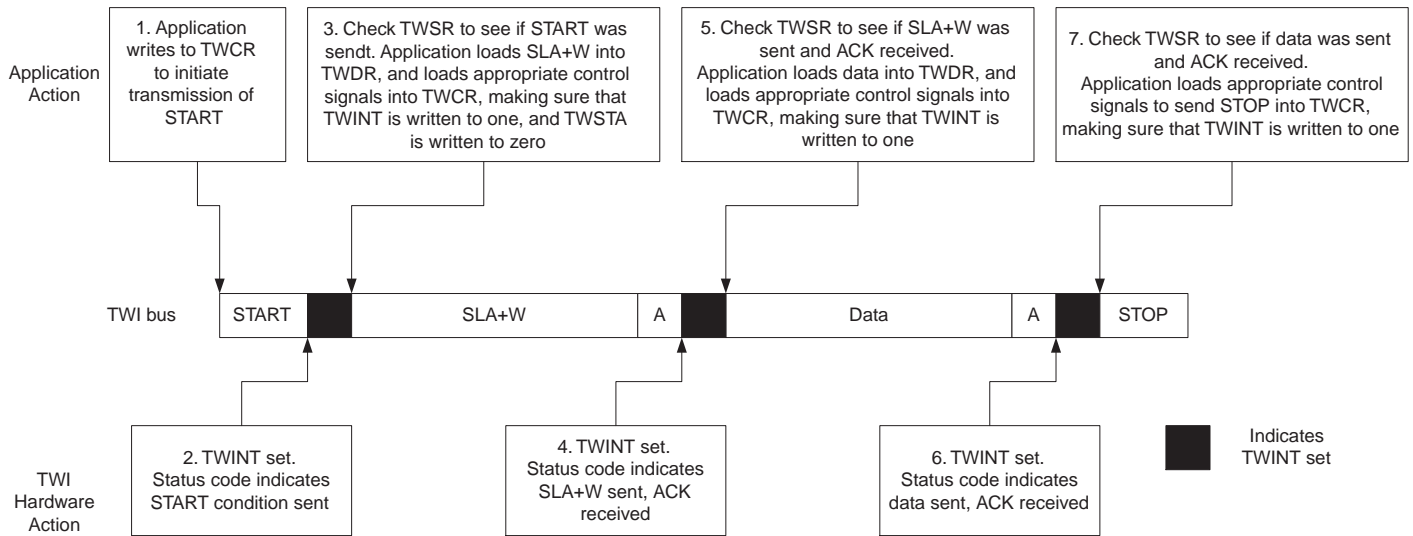 Application
Action
1. Application
writes to TWCR
to initiate
transmission of
START
3. Check TWSR to see if START was
sendt. Application loads SLA+W into
TWDR, and loads appropriate control
signals into TWCR, making sure that
TWINT is written to one, and TWSTA
is written to zero
5. Check TWSR to see if SLA+W was
sent and ACK received.
Application loads data into TWDR, and
loads appropriate control signals into
TWCR, making sure that TWINT is
written to one
7. Check TWSR to see if data was sent
and ACK received.
Application loads appropriate control
signals to send STOP into TWCR,
making sure that TWINT is written to one
TWI bus
START
SLA+W
A
Data
A
STOP
TWI
Hardware
Action
2. TWINT set.
Status code indicates
START condition sent
4. TWINT set.
Status code indicates
SLA+W sent, ACK
received
6. TWINT set.
Status code indicates
data sent, ACK received
Indicates
TWINT set